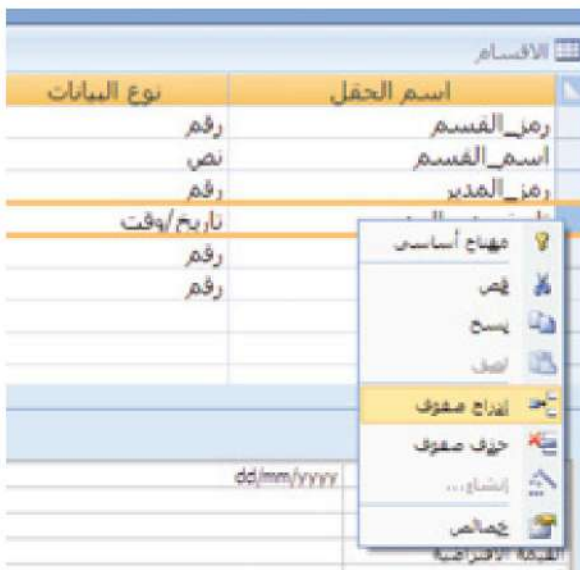 الاقسام
اسم الحقل نوع البيانات
رمز_القسم رقم
اسم_القسم نص
رمز_المدير رقم
تاريخ/وقت
رقم
رقم
مفتاح أساسي
قص
نسخ
لصق
إدراج صفوف
حذف صفوف
إنشاء...
خصائص
dd/mm/yyyy
القيمة الافتراضية